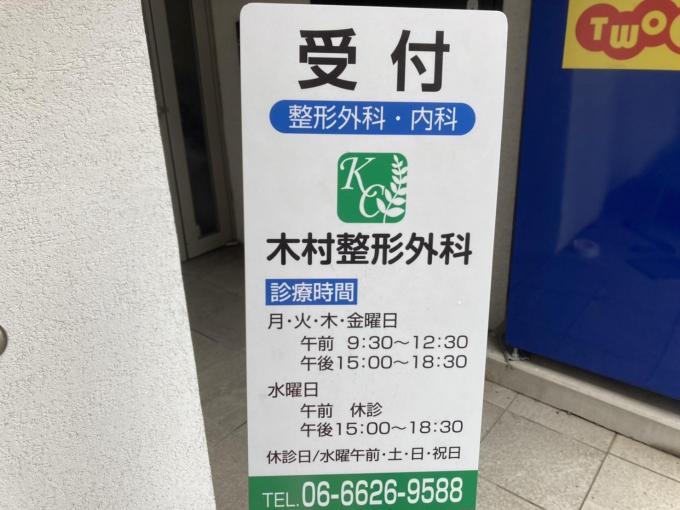 受付
整形外科・内科
KC
木村整形外科
診療時間
月・火・木・金曜日
午前 9:30〜12:30
午後15:00〜18:30
水曜日
午前 休診
午後15:00〜18:30
休診日/水曜午前・土・日・祝日
TEL.06-6626-9588
TWO